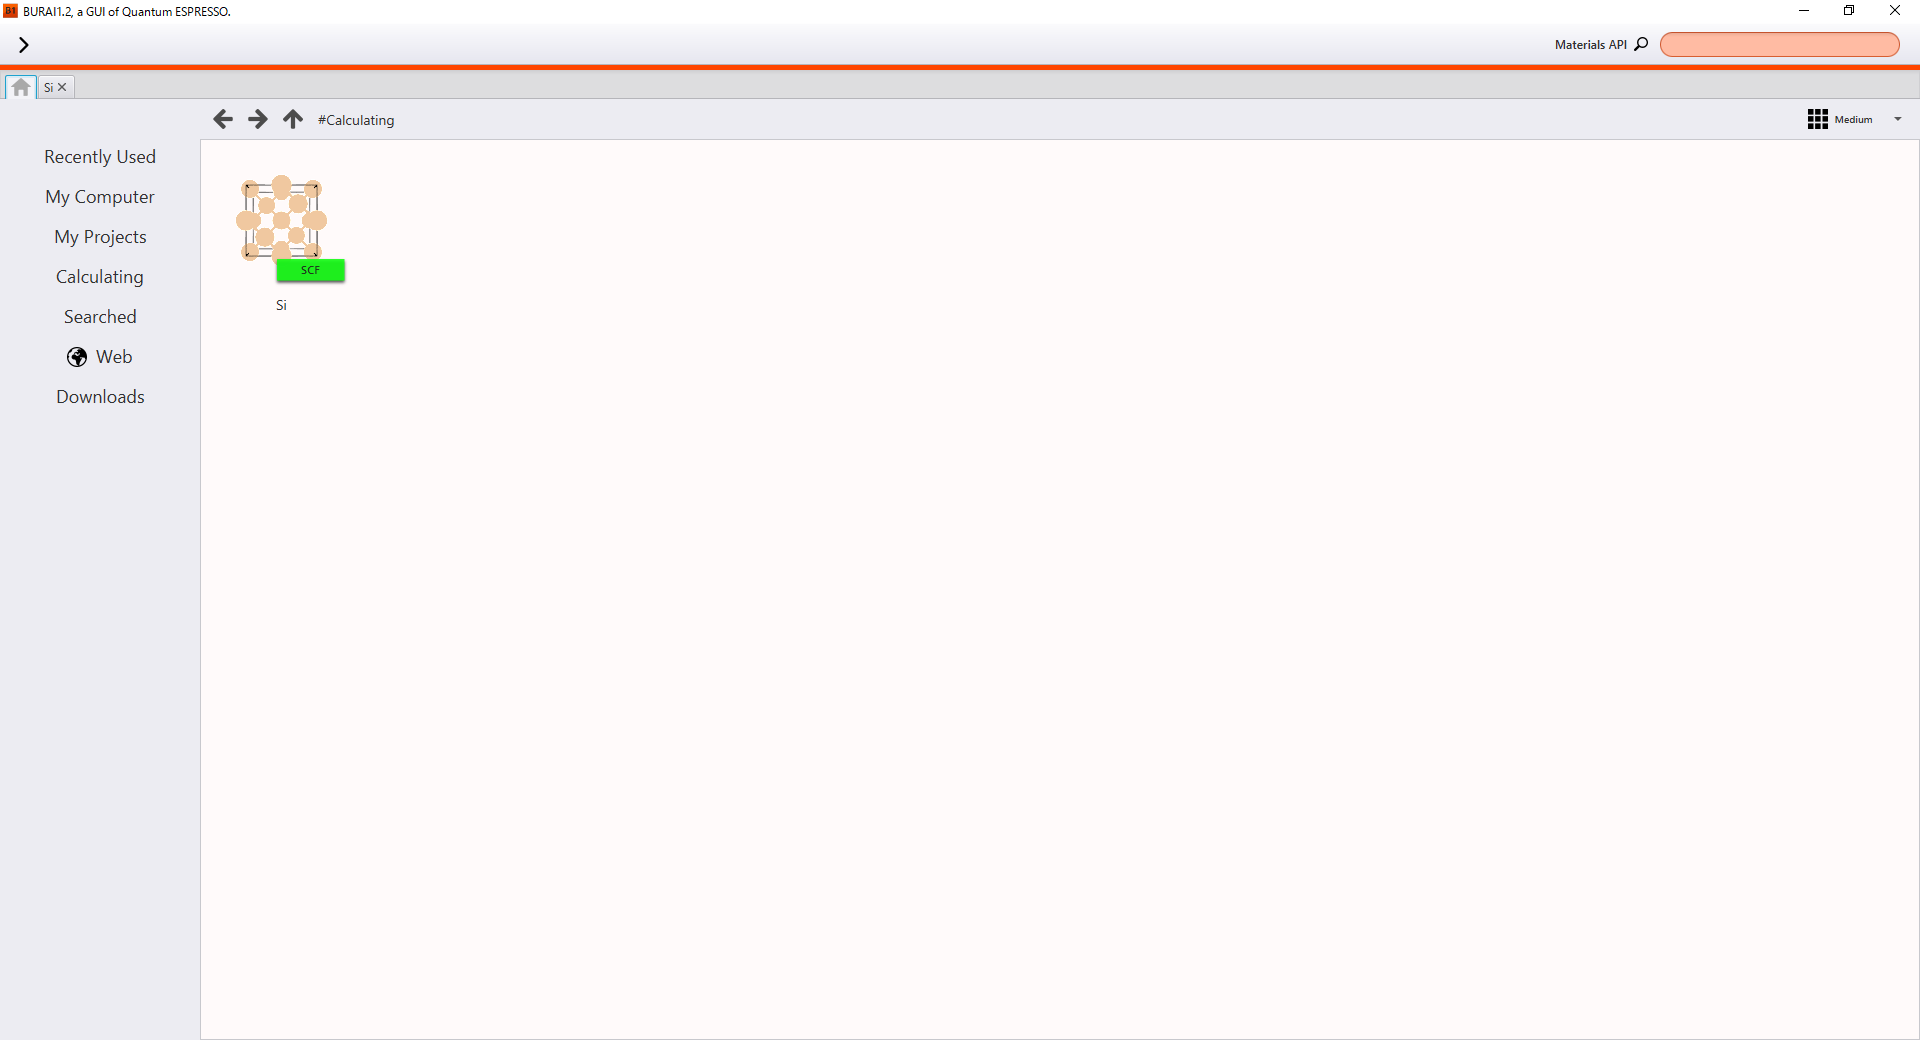 BURAI1.2, a GUI of Quantum ESPRESSO.
Materials API
Si
#Calculating
Medium
Recently Used
My Computer
My Projects
Calculating
Searched
Web
Downloads
SCF
Si